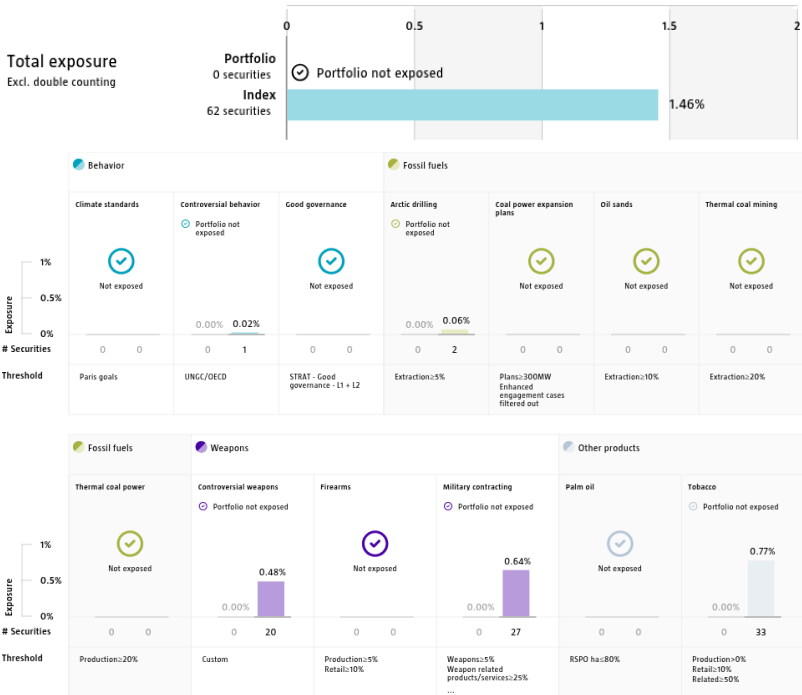 0 0.5 1 1.5 2
Total exposure
Excl. double counting
Portfolio
0 securities
Portfolio not exposed
Index
62 securities
1.46%
Behavior
Fossil fuels
Climate standards
Controversial behavior
Good governance
Arctic drilling
Coal power expansion
plans
Oil sands
Thermal coal mining
Portfolio not
exposed
Portfolio not
exposed
Not exposed
Not exposed
Not exposed
Not exposed
Not exposed
Exposure
1%
0.5%
0%
0.00% 0.02%
0.00% 0.06%
# Securities
0 0 0 1 0 0 0 2 0 0 0 0 0 0
Threshold
Paris goals
UNGC/OECD
STRAT - Good
governance - L1 + L2
Extraction≥5%
Plans≥300MW
Enhanced
engagement cases
filtered out
Extraction≥10%
Extraction≥20%
Fossil fuels
Weapons
Other products
Thermal coal power
Controversial weapons
Firearms
Military contracting
Palm oil
Tobacco
Portfolio not exposed
Portfolio not exposed
Portfolio not exposed
Not exposed
Not exposed
Not exposed
Exposure
1%
0.5%
0%
0.00% 0.48%
0.00% 0.64%
0.00% 0.77%
# Securities
0 0 0 20 0 0 0 27 0 0 0 33
Threshold
Production≥20%
Custom
Production≥5%
Retail≥10%
Weapons≥5%
Weapon related
products/services≥25%
...
RSPO ha≤80%
Production>0%
Retail≥10%
Related≥50%